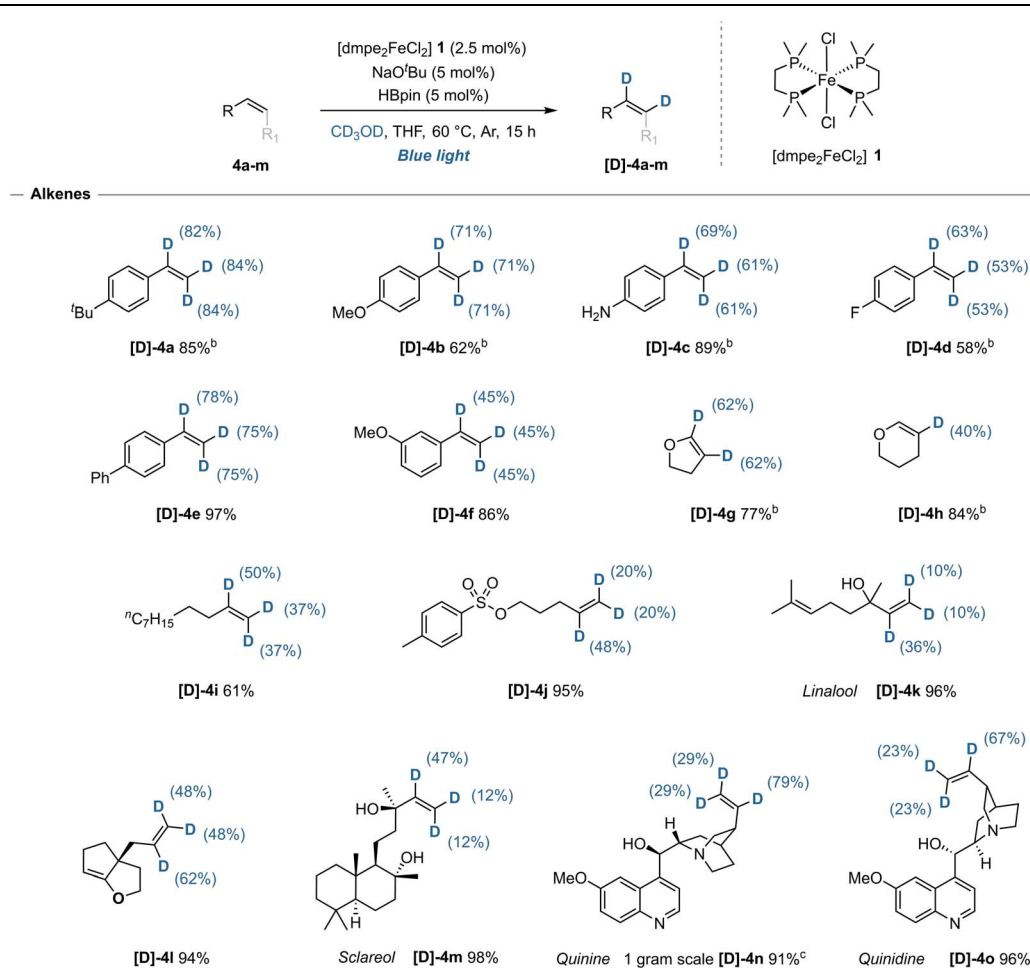 [dmpe₂FeCl₂] 1 (2.5 mol%)
NaOᵗBu (5 mol%)
HBpin (5 mol%)
CD₃OD, THF, 60 °C, Ar, 15 h
Blue light
R
R₁
4a-m
D
D
R
R₁
[D]-4a-m
Cl
P
P
Fe
P
P
Cl
[dmpe₂FeCl₂] 1
Alkenes
D (82%)
D (84%)
D (84%)
ᵗBu
[D]-4a 85%ᵇ
D (71%)
D (71%)
D (71%)
MeO
[D]-4b 62%ᵇ
D (69%)
D (61%)
D (61%)
H₂N
[D]-4c 89%ᵇ
D (63%)
D (53%)
D (53%)
F
[D]-4d 58%ᵇ
D (78%)
D (75%)
D (75%)
Ph
[D]-4e 97%
D (45%)
D (45%)
D (45%)
MeO
[D]-4f 86%
D (62%)
O
D (62%)
[D]-4g 77%ᵇ
O
D (40%)
[D]-4h 84%ᵇ
D (50%)
D (37%)
D (37%)
ⁿC₇H₁₅
[D]-4i 61%
O O
S
O
D (20%)
D (20%)
D (48%)
[D]-4j 95%
HO
D (10%)
D (10%)
D (36%)
Linalool [D]-4k 96%
(48%)
D
D (48%)
D (62%)
O
[D]-4l 94%
(47%)
D
D (12%)
D (12%)
HO
OH
H
Sclareol [D]-4m 98%
(29%)
D (79%)
(29%) D D
H
HO
N
MeO
N
Quinine 1 gram scale [D]-4n 91%ᶜ
(67%)
(23%) D
D
D
(23%)
N
HO
H
MeO
N
Quinidine [D]-4o 96%